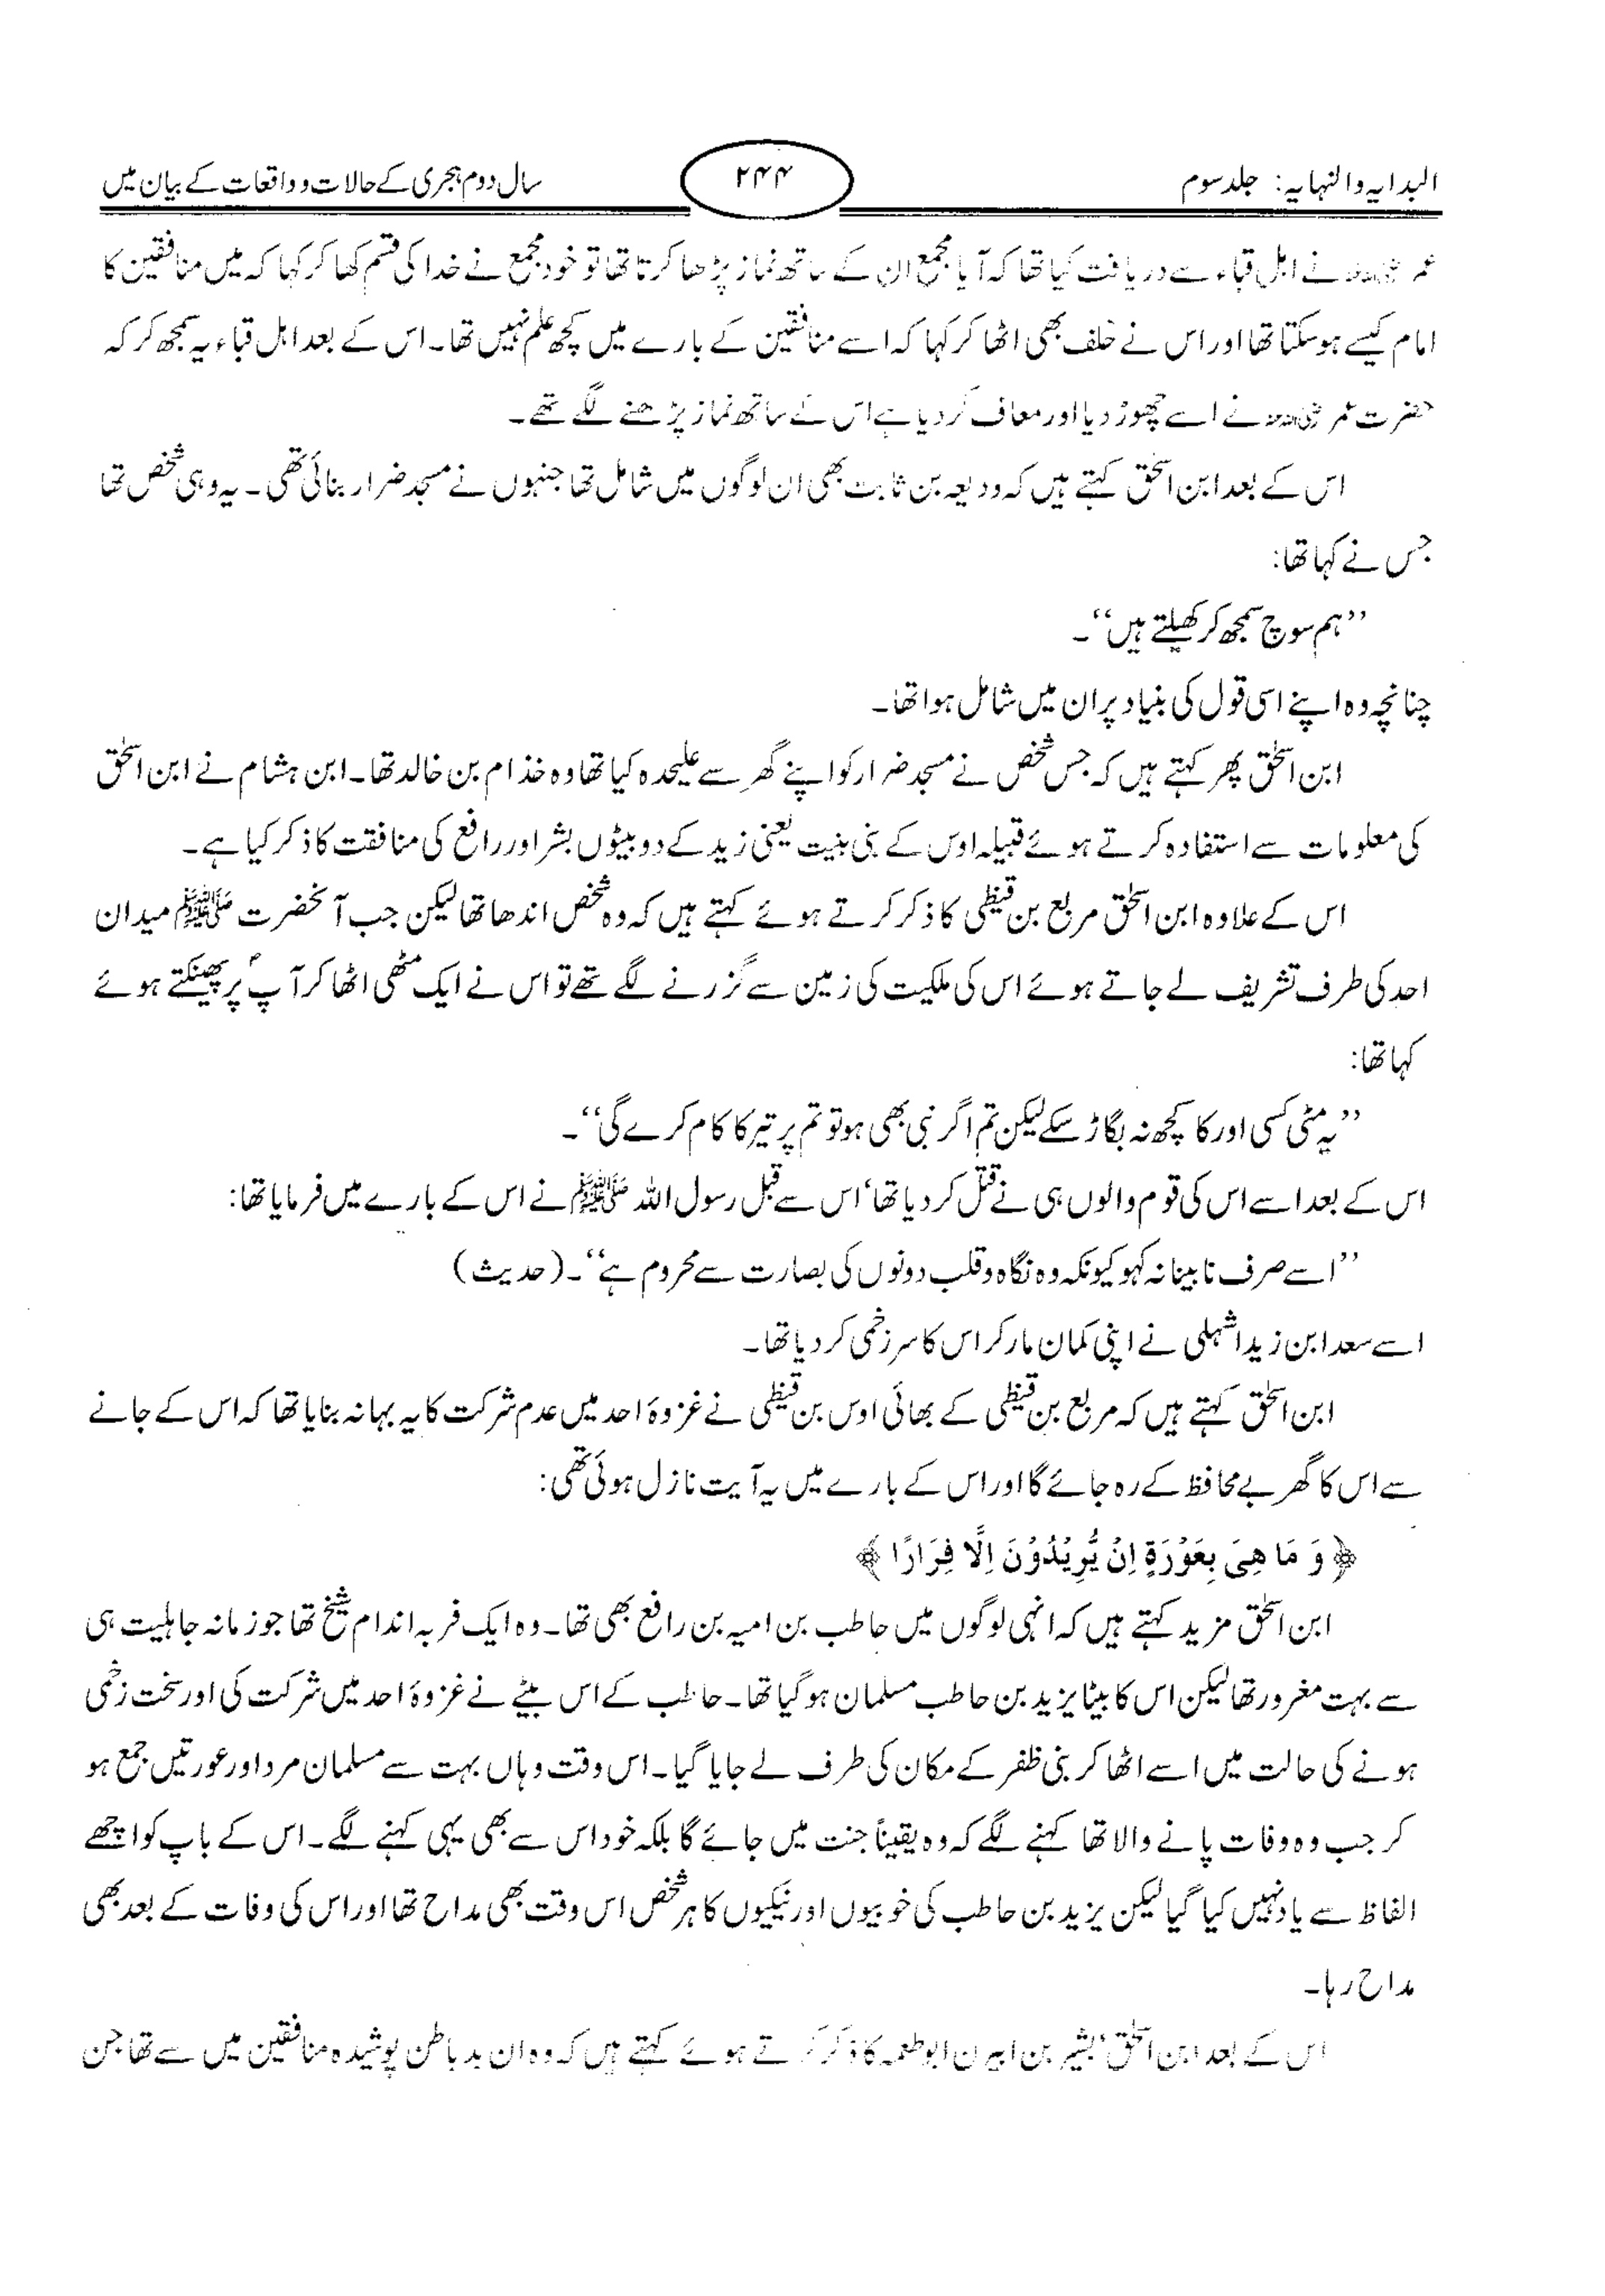 البدایہ والنہایہ: جلد سوم
۲۴۴
سال دوم ہجری کے حالات و واقعات کے بیان میں
عمر رضی اللہ عنہ نے اہل قباء سے دریافت کیا تھا کہ آیا مجمع ان کے ساتھ نماز پڑھا کرتا تھا تو خود مجمع نے خدا کی قسم کھا کر کہا کہ میں منافقین کا
امام کیسے ہو سکتا تھا اور اس نے حلف بھی اٹھا کر کہا کہ اسے منافقین کے بارے میں کچھ علم نہیں تھا۔ اس کے بعد اہل قباء یہ سمجھ کر کہ
حضرت عمر رضی اللہ عنہ نے اسے چھوڑ دیا اور معاف کر دیا ہے اس کے ساتھ نماز پڑھنے لگے تھے۔
اس کے بعد ابن اسحٰق کہتے ہیں کہ ودیعہ بن ثابت بھی ان لوگوں میں شامل تھا جنہوں نے مسجد ضرار بنائی تھی۔ یہ وہی شخص تھا
جس نے کہا تھا:
’’ہم سوچ سمجھ کر کھیلتے ہیں‘‘۔
چنانچہ وہ اپنے اسی قول کی بنیاد پر ان میں شامل ہوا تھا۔
ابن اسحٰق پھر کہتے ہیں کہ جس شخص نے مسجد ضرار کو اپنے گھر سے علیحدہ کیا تھا وہ خذام بن خالد تھا۔ ابن ہشام نے ابن اسحٰق
کی معلومات سے استفادہ کرتے ہوئے قبیلہ اوس کے بنی بنیت یعنی زید کے دو بیٹوں بشر اور رافع کی منافقت کا ذکر کیا ہے۔
اس کے علاوہ ابن اسحٰق مربع بن قیظی کا ذکر کرتے ہوئے کہتے ہیں کہ وہ شخص اندھا تھا لیکن جب آنحضرت ﷺ میدان
احد کی طرف تشریف لے جاتے ہوئے اس کی ملکیت کی زمین سے گزرنے لگے تھے تو اس نے ایک مٹھی اٹھا کر آپؐ پر پھینکتے ہوئے
کہا تھا:
’’یہ مٹی کسی اور کا کچھ نہ بگاڑ سکے لیکن تم اگر نبی بھی ہو تو تم پر تیر کا کام کرے گی‘‘۔
اس کے بعد اسے اس کی قوم والوں ہی نے قتل کر دیا تھا‘ اس سے قبل رسول اللہ ﷺ نے اس کے بارے میں فرمایا تھا:
’’اسے صرف نابینا نہ کہو کیونکہ وہ نگاہ و قلب دونوں کی بصارت سے محروم ہے‘‘۔ (حدیث)
اسے سعد ابن زید اشہلی نے اپنی کمان مار کر اس کا سر زخمی کر دیا تھا۔
ابن اسحٰق کہتے ہیں کہ مربع بن قیظی کے بھائی اوس بن قیظی نے غزوۂ احد میں عدم شرکت کا یہ بہانہ بنایا تھا کہ اس کے جانے
سے اس کا گھر بے محافظ کے رہ جائے گا اور اس کے بارے میں یہ آیت نازل ہوئی تھی:
﴿وَ مَا هِیَ بِعَوْرَةٍ اِنْ یُّرِیْدُوْنَ اِلَّا فِرَارًا﴾
ابن اسحٰق مزید کہتے ہیں کہ انہی لوگوں میں حاطب بن امیہ بن رافع بھی تھا۔ وہ ایک فربہ اندام شیخ تھا جو زمانہ جاہلیت ہی
سے بہت مغرور تھا لیکن اس کا بیٹا یزید بن حاطب مسلمان ہو گیا تھا۔ حاطب کے اس بیٹے نے غزوۂ احد میں شرکت کی اور سخت زخمی
ہونے کی حالت میں اسے اٹھا کر بنی ظفر کے مکان کی طرف لے جایا گیا۔ اس وقت وہاں بہت سے مسلمان مرد اور عورتیں جمع ہو
کر جب وہ وفات پانے والا تھا کہنے لگے کہ وہ یقیناً جنت میں جائے گا بلکہ خود اس سے بھی یہی کہنے لگے۔ اس کے باپ کو اچھے
الفاظ سے یاد نہیں کیا گیا لیکن یزید بن حاطب کی خوبیوں اور نیکیوں کا ہر شخص اس وقت بھی مداح تھا اور اس کی وفات کے بعد بھی
مداح رہا۔
اس کے بعد ابن اسحٰق‘ بشیر بن ابیرن ابوطعمہ کا ذکر کرتے ہوئے کہتے ہیں کہ وہ ان بد باطن پوشیدہ منافقین میں سے تھا جن